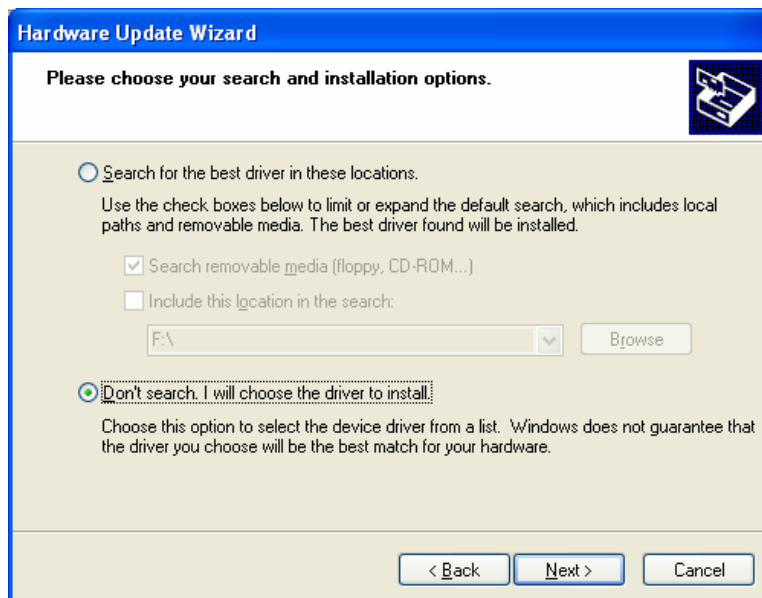 Hardware Update Wizard
Please choose your search and installation options.
Search for the best driver in these locations.
Use the check boxes below to limit or expand the default search, which includes local
paths and removable media. The best driver found will be installed.
Search removable media (floppy, CD-ROM...)
Include this location in the search:
F:\
Browse
Don't search. I will choose the driver to install.
Choose this option to select the device driver from a list.  Windows does not guarantee that
the driver you choose will be the best match for your hardware.
< Back
Next >
Cancel